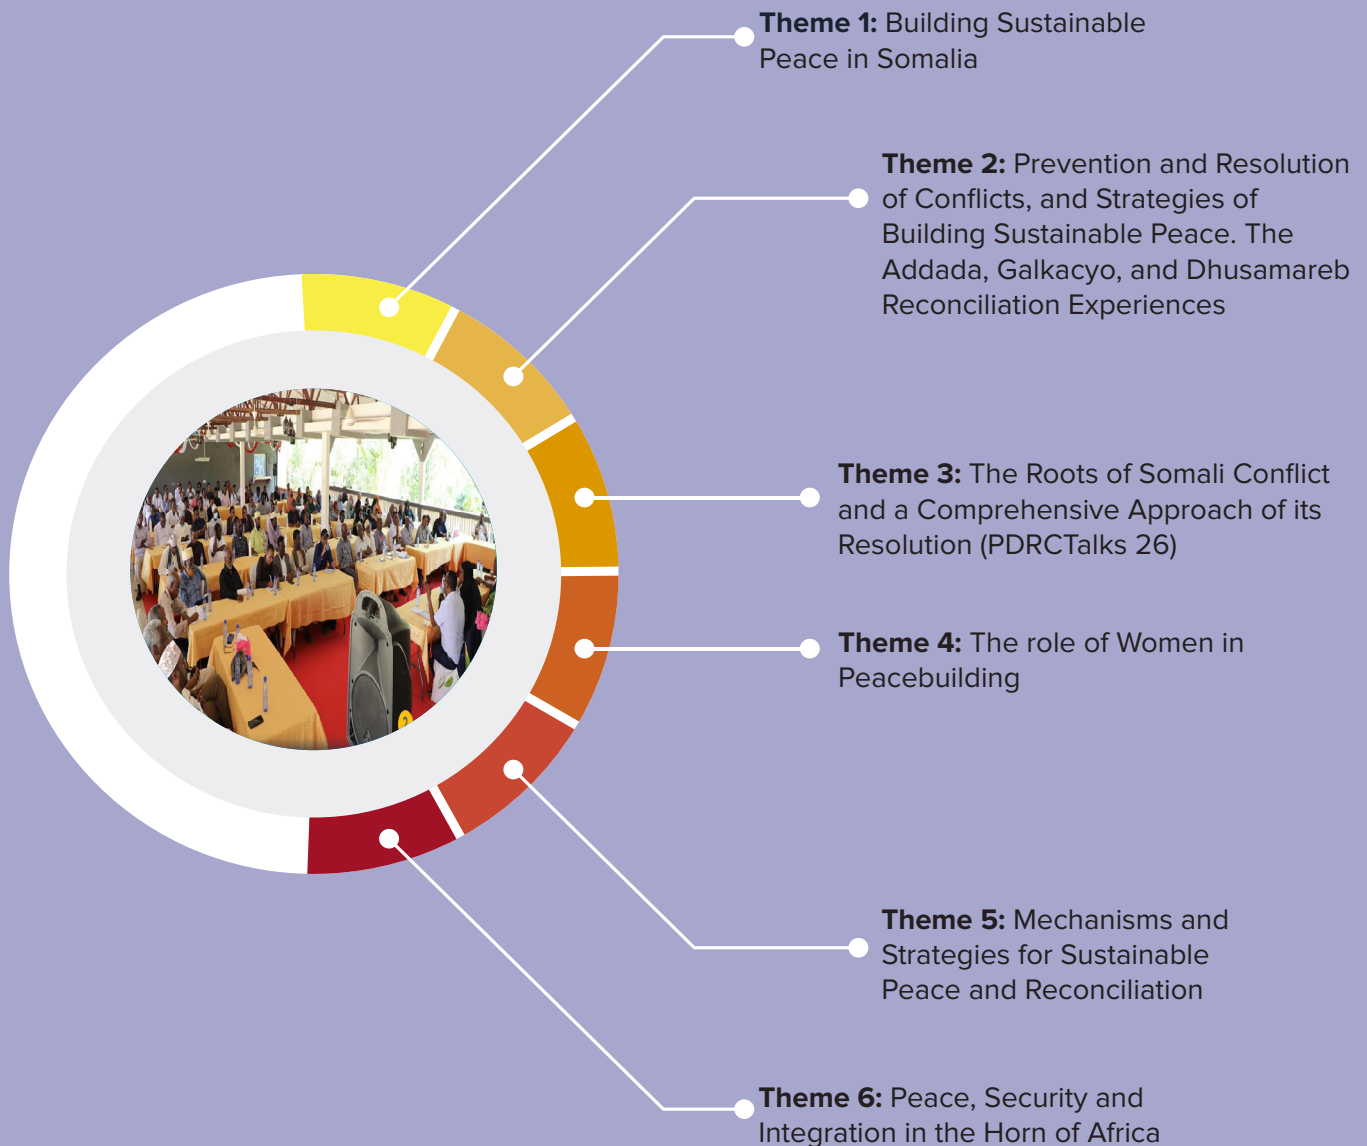 Theme 1: Building Sustainable
Peace in Somalia
Theme 2: Prevention and Resolution
of Conflicts, and Strategies of
Building Sustainable Peace. The
Addada, Galkacyo, and Dhusamareb
Reconciliation Experiences
Theme 3: The Roots of Somali Conflict
and a Comprehensive Approach of its
Resolution (PDRCTalks 26)
Theme 4: The role of Women in
Peacebuilding
Theme 5: Mechanisms and
Strategies for Sustainable
Peace and Reconciliation
Theme 6: Peace, Security and
Integration in the Horn of Africa